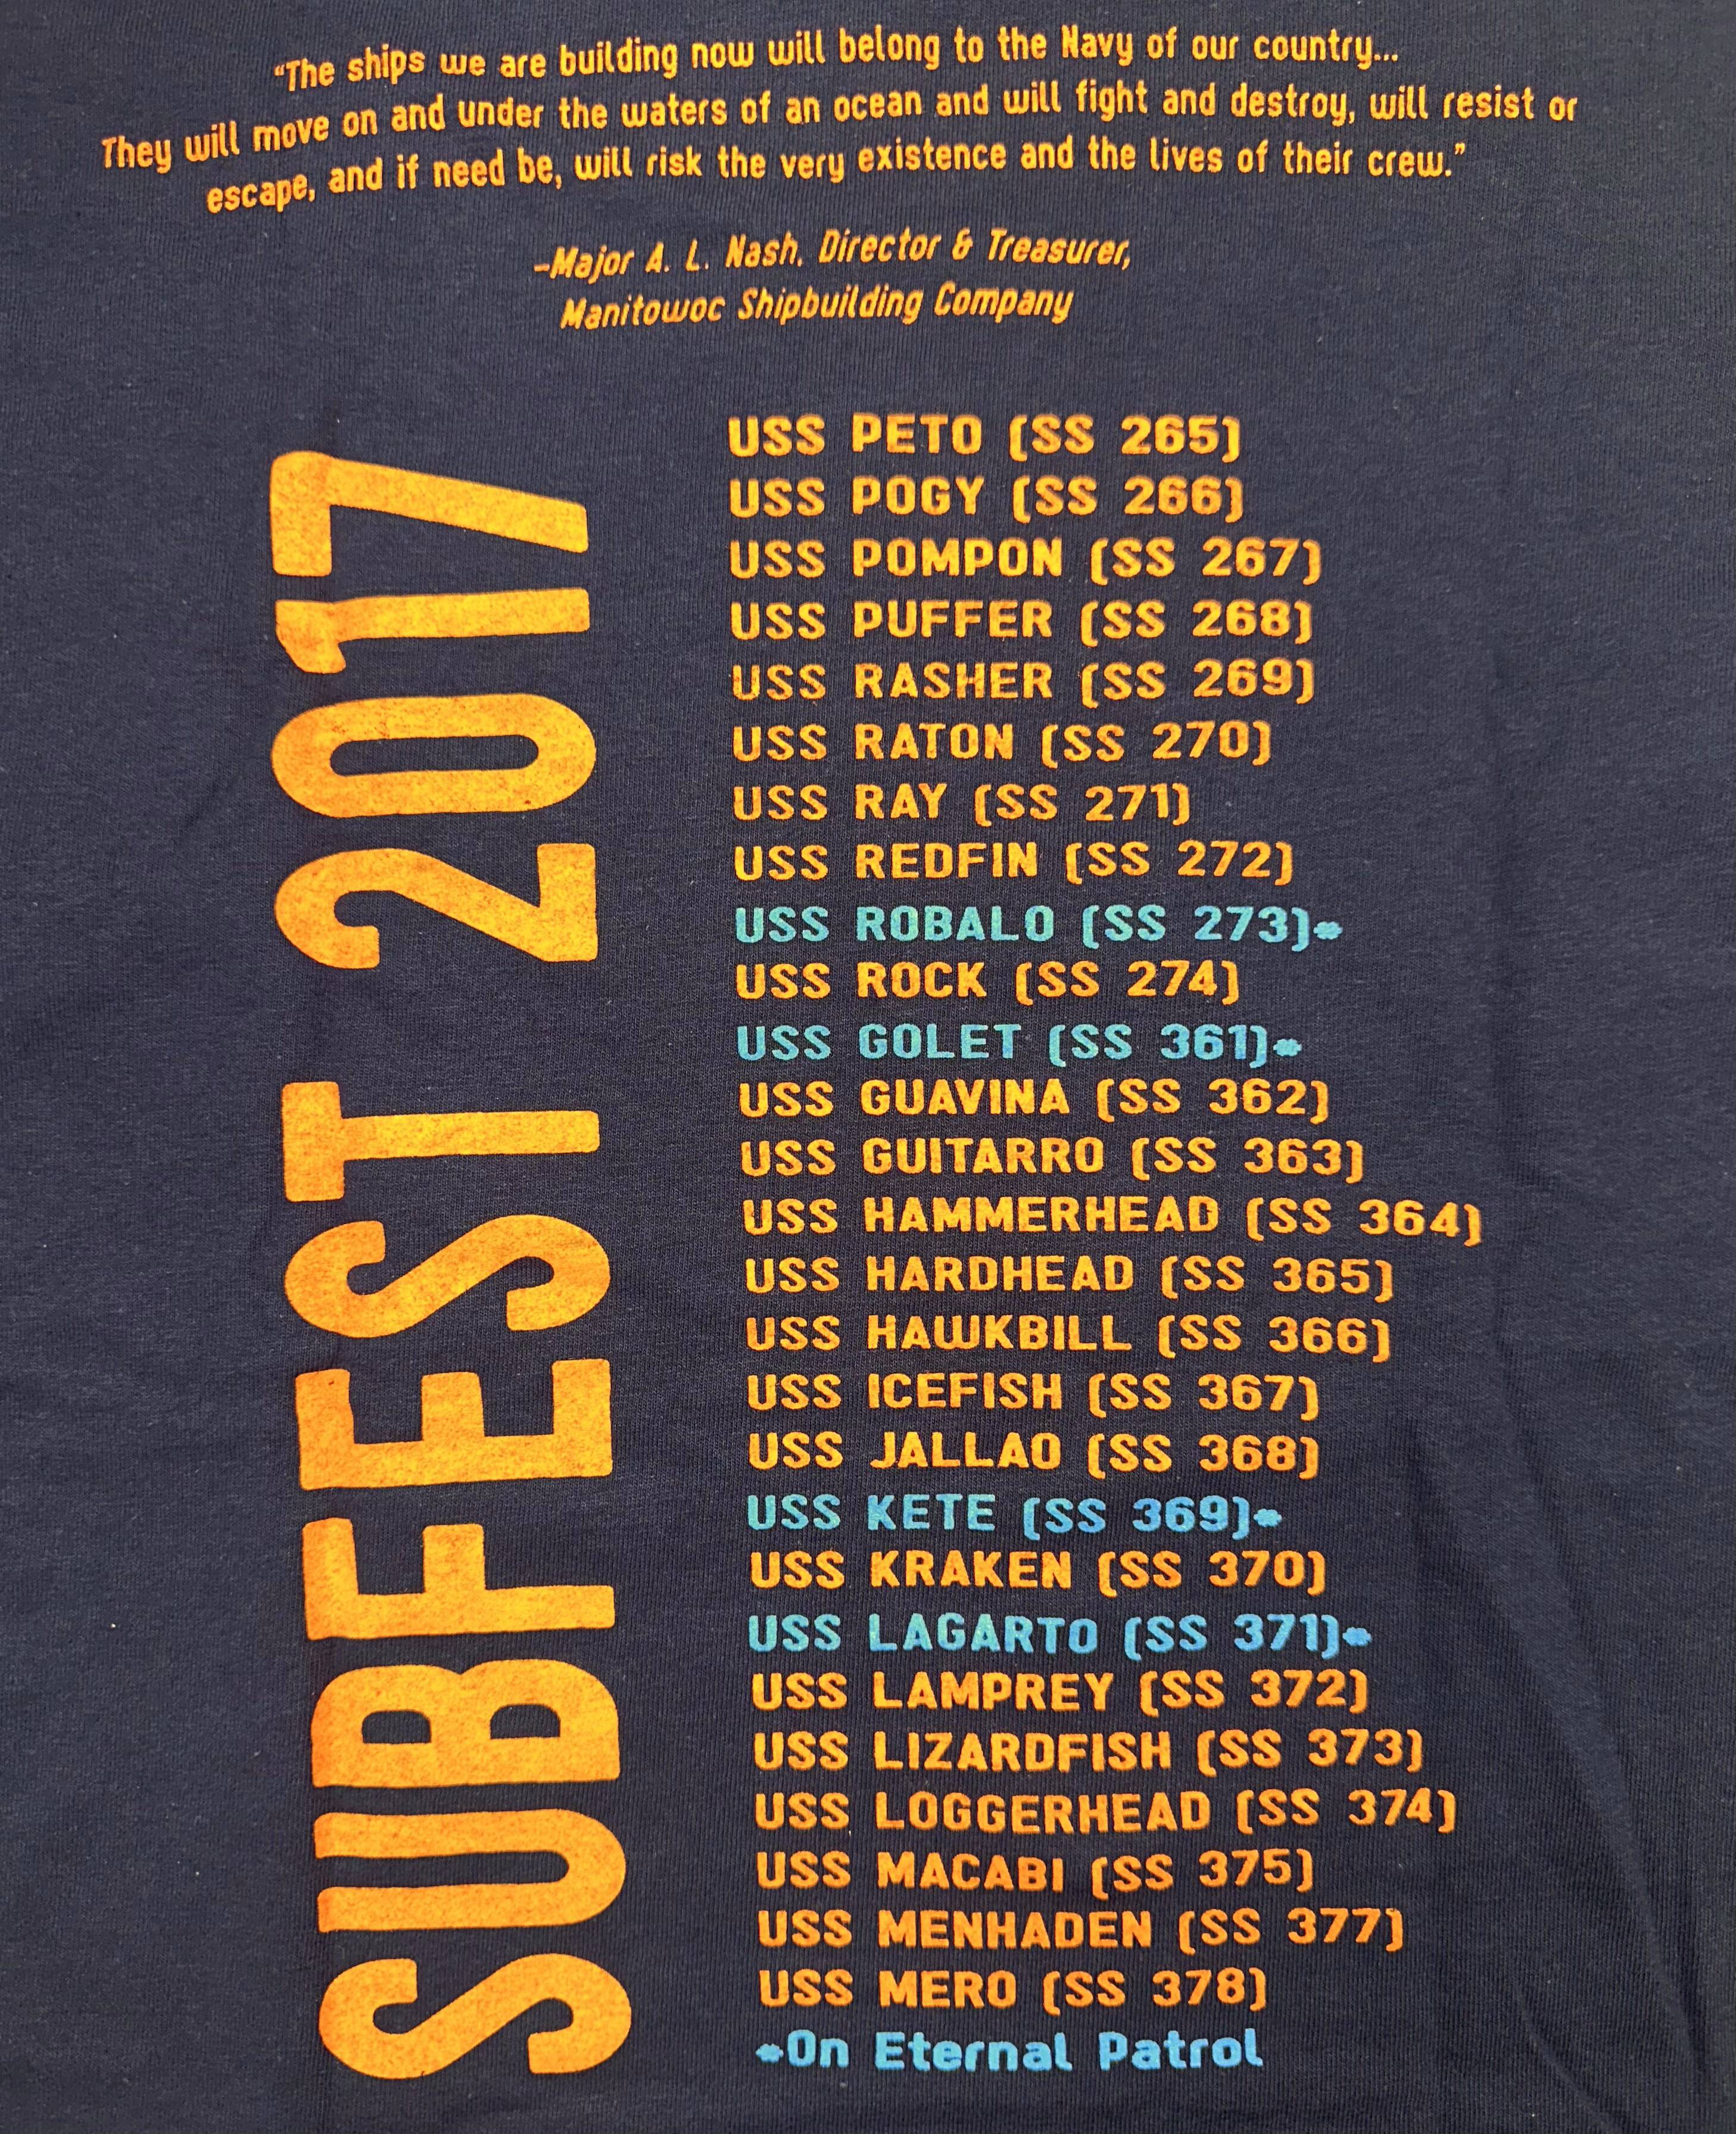 “The ships we are building now will belong to the Navy of our country...
They will move on and under the waters of an ocean and will fight and destroy, will resist or
escape, and if need be, will risk the very existence and the lives of their crew.”
–Major A. L. Nash, Director & Treasurer,
Manitowoc Shipbuilding Company
SUBFEST 2017
USS PETO (SS 265)
USS POGY (SS 266)
USS POMPON (SS 267)
USS PUFFER (SS 268)
USS RASHER (SS 269)
USS RATON (SS 270)
USS RAY (SS 271)
USS REDFIN (SS 272)
USS ROBALO (SS 273)*
USS ROCK (SS 274)
USS GOLET (SS 361)*
USS GUAVINA (SS 362)
USS GUITARRO (SS 363)
USS HAMMERHEAD (SS 364)
USS HARDHEAD (SS 365)
USS HAWKBILL (SS 366)
USS ICEFISH (SS 367)
USS JALLAO (SS 368)
USS KETE (SS 369)*
USS KRAKEN (SS 370)
USS LAGARTO (SS 371)*
USS LAMPREY (SS 372)
USS LIZARDFISH (SS 373)
USS LOGGERHEAD (SS 374)
USS MACABI (SS 375)
USS MENHADEN (SS 377)
USS MERO (SS 378)
*On Eternal Patrol